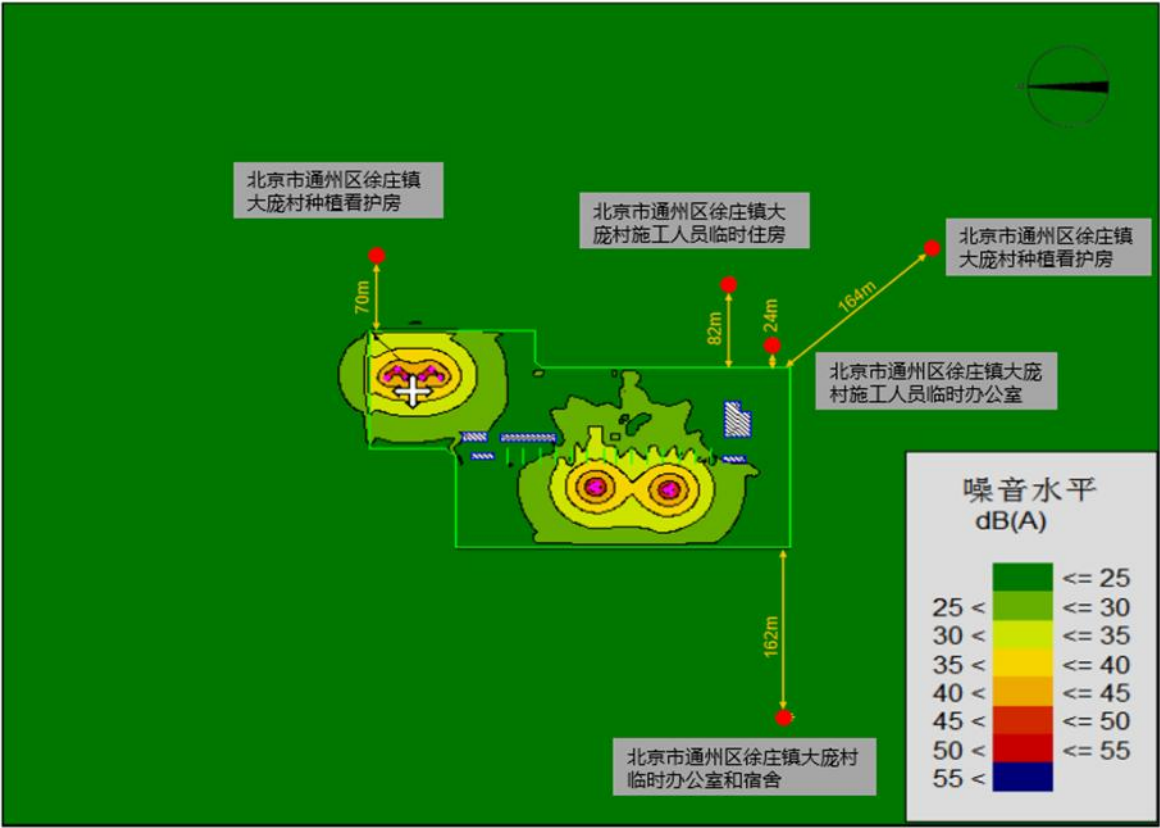 北京市通州区徐庄镇
大庞村种植看护房
北京市通州区徐庄镇大
庞村施工人员临时住房
北京市通州区徐庄镇
大庞村种植看护房
70m
82m
24m
164m
北京市通州区徐庄镇大庞
村施工人员临时办公室
162m
北京市通州区徐庄镇大庞村
临时办公室和宿舍
噪音水平
dB(A)
<= 25
25 < <= 30
30 < <= 35
35 < <= 40
40 < <= 45
45 < <= 50
50 < <= 55
55 <